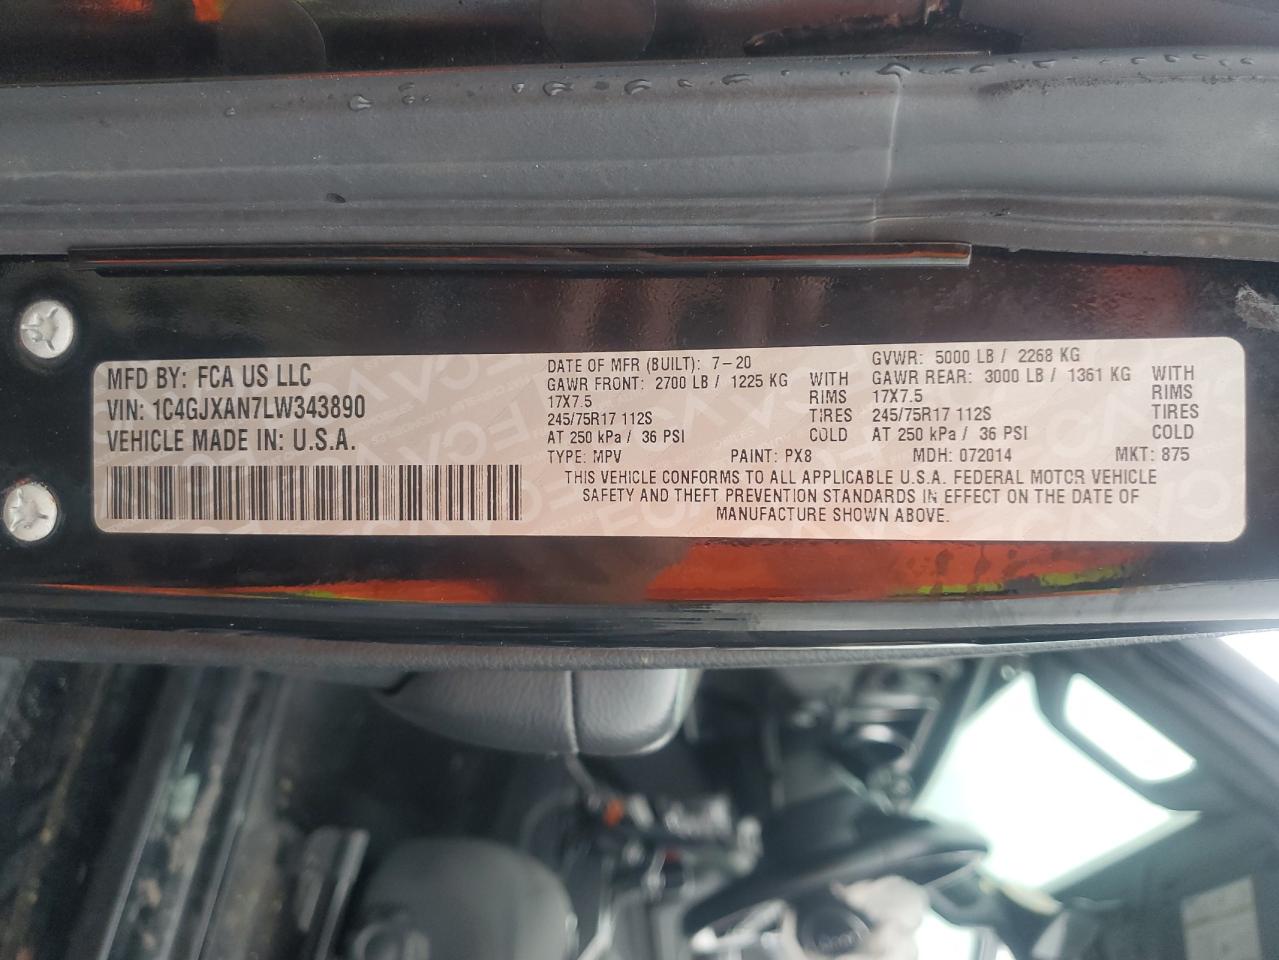 MFD BY: FCA US LLC
VIN: 1C4GJXAN7LW343890
VEHICLE MADE IN: U.S.A.
DATE OF MFR (BUILT): 7-20 GVWR: 5000 LB / 2268 KG
GAWR FRONT: 2700 LB / 1225 KG WITH GAWR REAR: 3000 LB / 1361 KG WITH
17X7.5 RIMS 17X7.5 RIMS
245/75R17 112S TIRES 245/75R17 112S TIRES
AT 250 kPa / 36 PSI COLD AT 250 kPa / 36 PSI COLD
TYPE: MPV PAINT: PX8 MDH: 072014 MKT: 875
THIS VEHICLE CONFORMS TO ALL APPLICABLE U.S.A. FEDERAL MOTOR VEHICLE
SAFETY AND THEFT PREVENTION STANDARDS IN EFFECT ON THE DATE OF
MANUFACTURE SHOWN ABOVE.